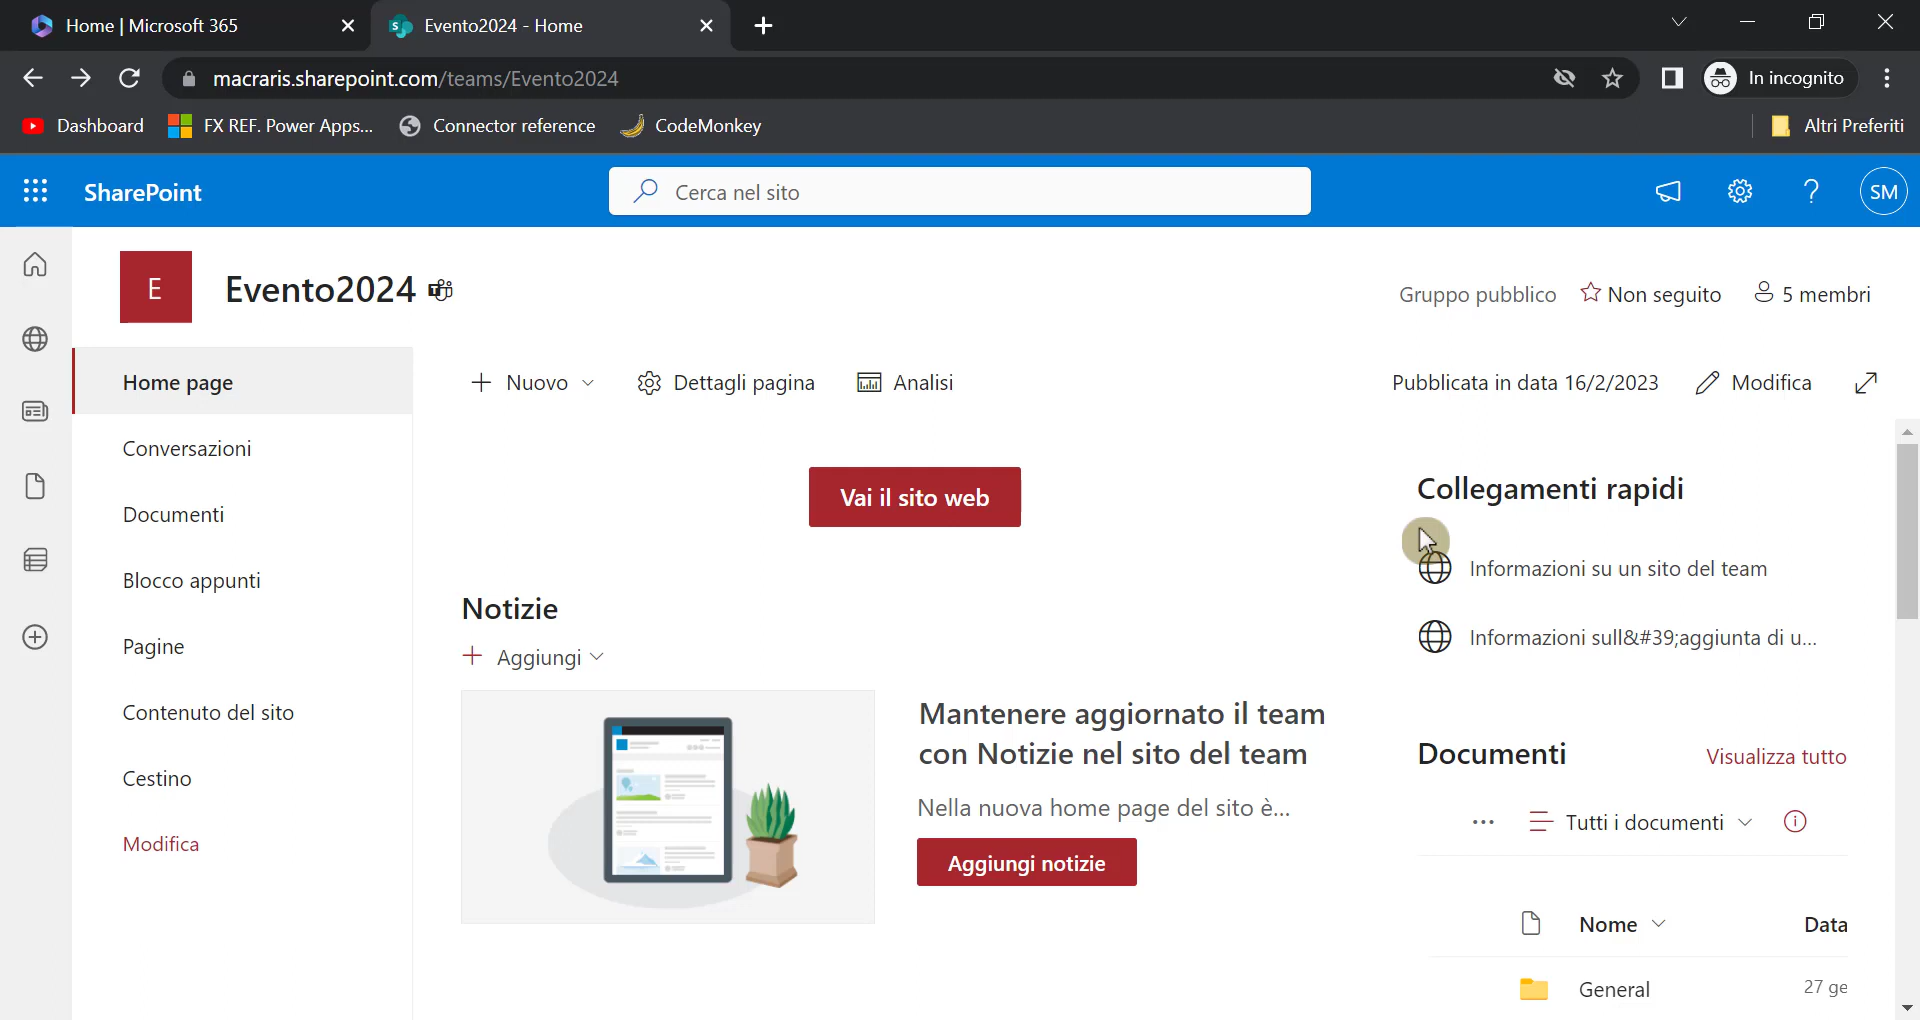 Home | Microsoft 365
Evento2024 - Home
macraris.sharepoint.com/teams/Evento2024
In incognito
Dashboard
FX REF. Power Apps...
Connector reference
CodeMonkey
Altri Preferiti
SharePoint
Cerca nel sito
SM
E
Evento2024
Gruppo pubblico
Non seguito
5 membri
Home page
Nuovo
Dettagli pagina
Analisi
Pubblicata in data 16/2/2023
Modifica
Conversazioni
Documenti
Blocco appunti
Pagine
Contenuto del sito
Cestino
Modifica
Vai il sito web
Notizie
Aggiungi
Mantenere aggiornato il team
con Notizie nel sito del team
Nella nuova home page del sito è...
Aggiungi notizie
Collegamenti rapidi
Informazioni su un sito del team
Informazioni sull&#39;aggiunta di u...
Documenti
Visualizza tutto
Tutti i documenti
Nome
Data
General
27 ge